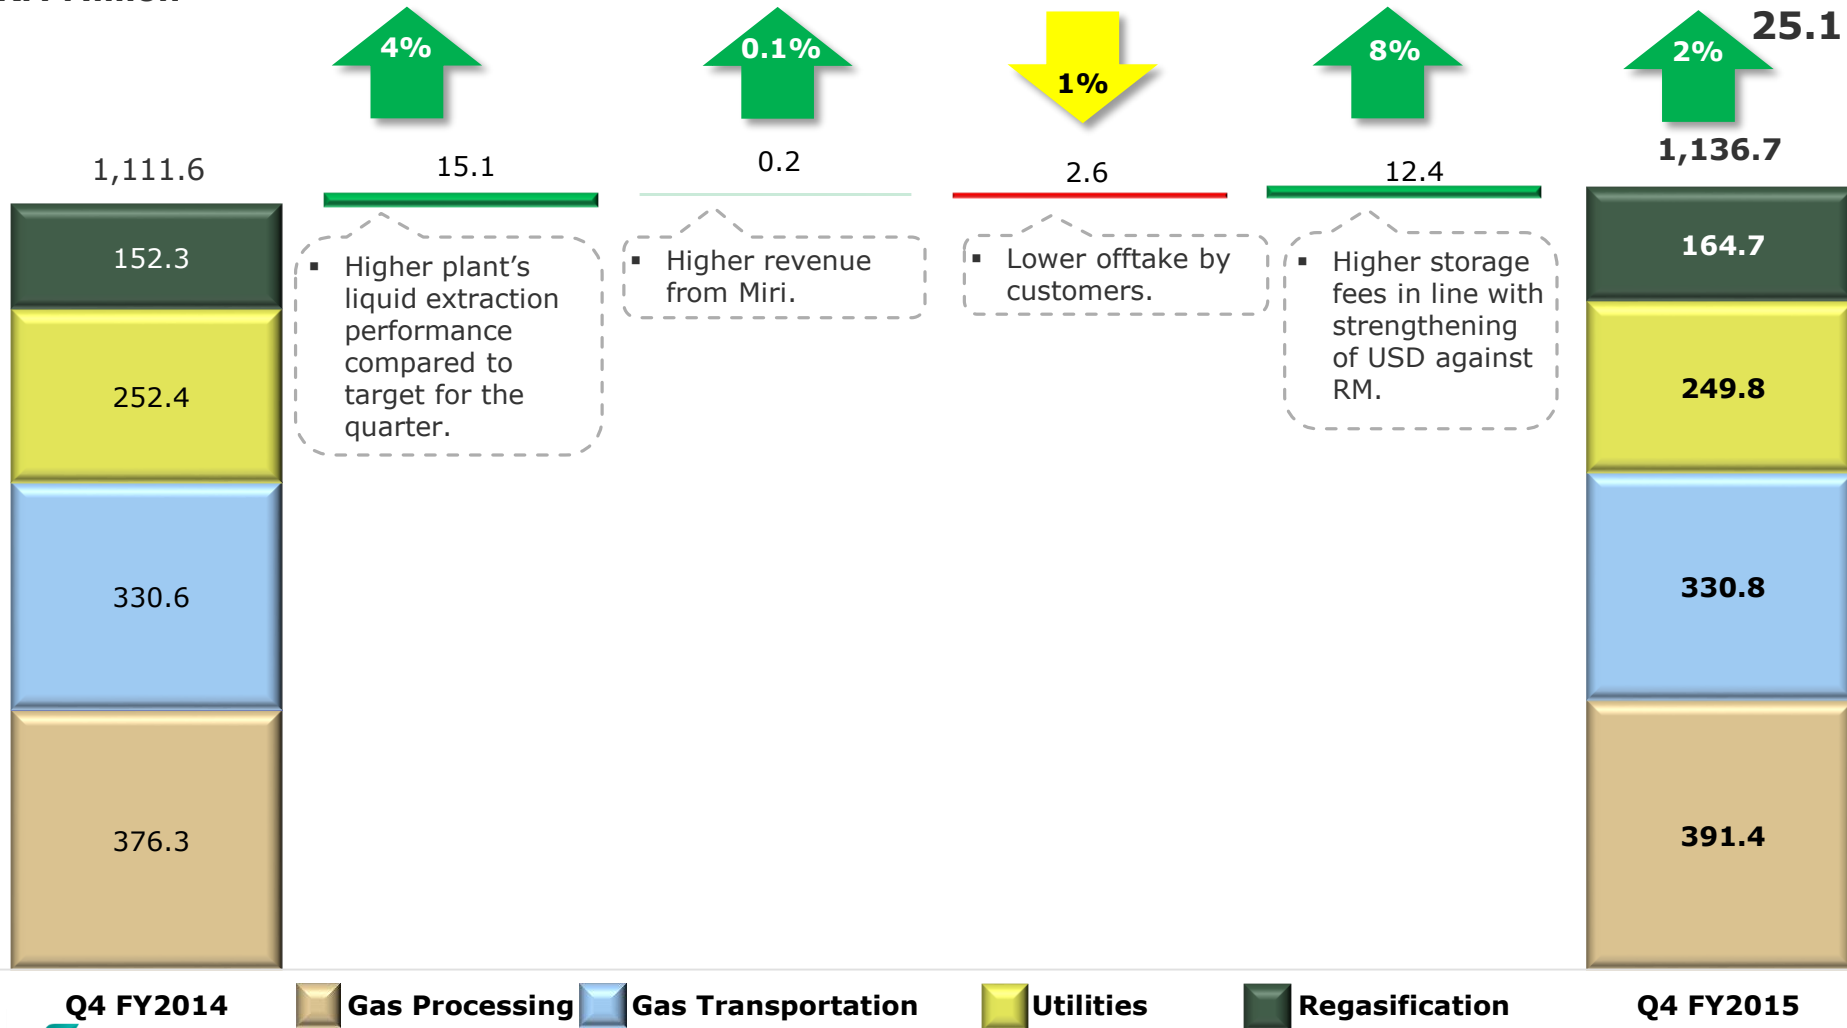 4%
0.1%
1%
8%
2%
25.1
1,111.6
15.1
0.2
2.6
12.4
1,136.7
152.3
252.4
330.6
376.3
▪ Higher plant’s
liquid extraction
performance
compared to
target for the
quarter.
▪ Higher revenue
from Miri.
▪ Lower offtake by
customers.
▪ Higher storage
fees in line with
strengthening
of USD against
RM.
164.7
249.8
330.8
391.4
Q4 FY2014
Gas Processing
Gas Transportation
Utilities
Regasification
Q4 FY2015